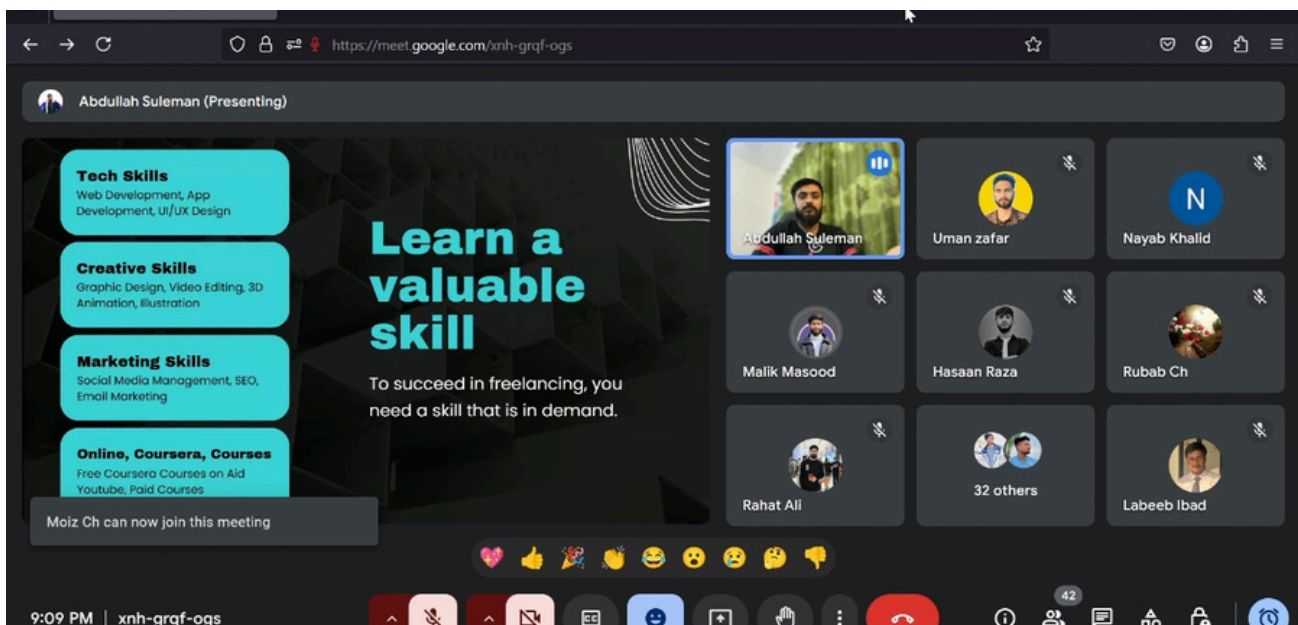 https://meet.google.com/xnh-grqf-ogs
Abdullah Suleman (Presenting)
Tech Skills
Web Development, App
Development, UI/UX Design
Creative Skills
Graphic Design, Video Editing, 3D
Animation, Illustration
Marketing Skills
Social Media Management, SEO,
Email Marketing
Online, Coursera, Courses
Free Coursera Courses on Aid
Youtube, Paid Courses
Learn a
valuable
skill
To succeed in freelancing, you
need a skill that is in demand.
Abdullah Suleman
Uman zafar
N
Nayab Khalid
Malik Masood
Hasaan Raza
Rubab Ch
Rahat Ali
32 others
Labeeb Ibad
Moiz Ch can now join this meeting
9:09 PM | xnh-grqf-ogs
CC
42